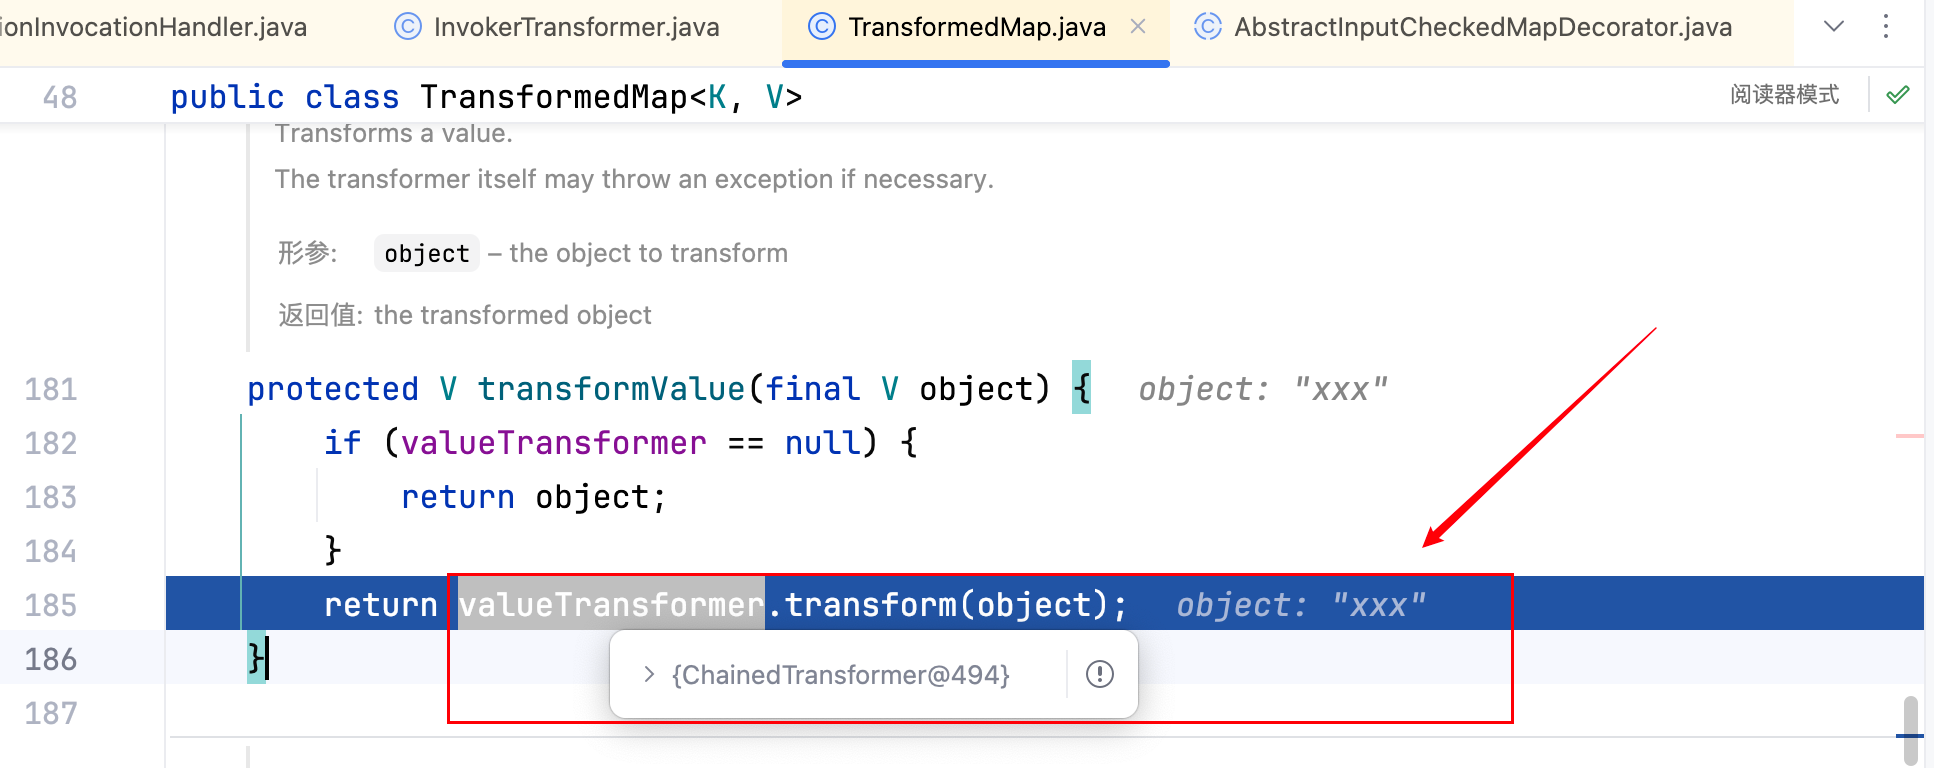 ionInvocationHandler.java
InvokerTransformer.java
TransformedMap.java
AbstractInputCheckedMapDecorator.java
48 public class TransformedMap<K, V>
阅读器模式
Transforms a value.
The transformer itself may throw an exception if necessary.
形参: object – the object to transform
返回值: the transformed object
181 protected V transformValue(final V object) { object: "xxx"
182 if (valueTransformer == null) {
183 return object;
184 }
185 return valueTransformer.transform(object); object: "xxx"
{ChainedTransformer@494}
186 }
187